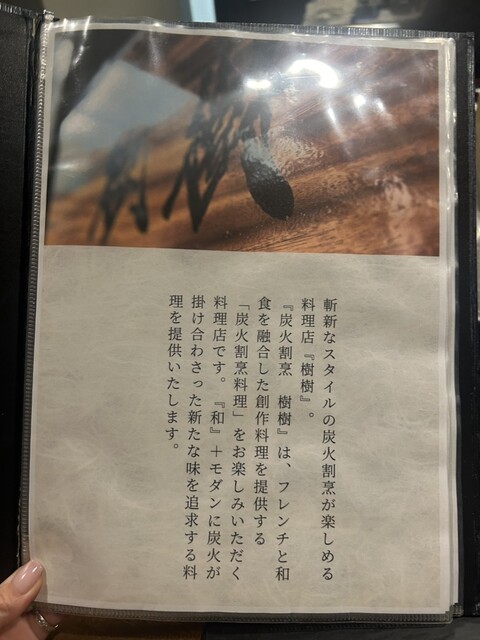 斬新なスタイルの炭火割烹が楽しめる
料理店『樹樹』。
『炭火割烹　樹樹』は、フレンチと和
食を融合した創作料理を提供する
「炭火割烹料理」をお楽しみいただく
料理店です。『和』＋モダンに炭火が
掛け合わさった新たな味を追求する料
理を提供いたします。